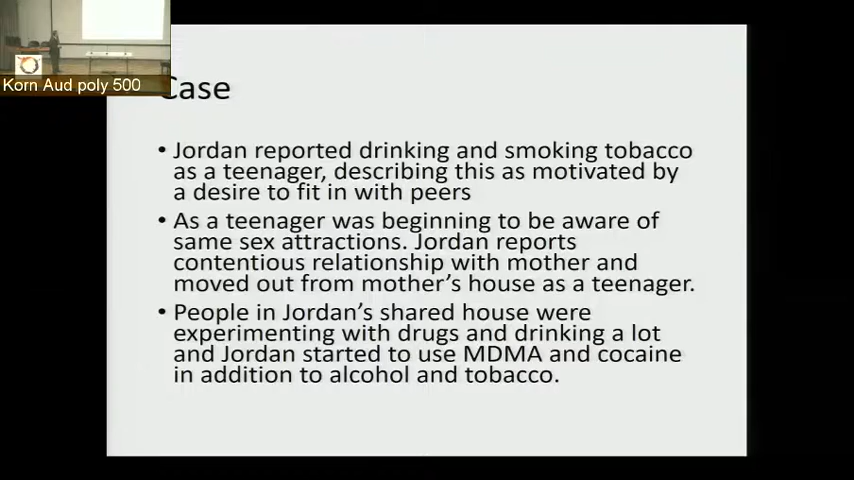 Korn Aud poly 500
Case
• Jordan reported drinking and smoking tobacco
as a teenager, describing this as motivated by
a desire to fit in with peers
• As a teenager was beginning to be aware of
same sex attractions. Jordan reports
contentious relationship with mother and
moved out from mother's house as a teenager.
• People in Jordan's shared house were
experimenting with drugs and drinking a lot
and Jordan started to use MDMA and cocaine
in addition to alcohol and tobacco.